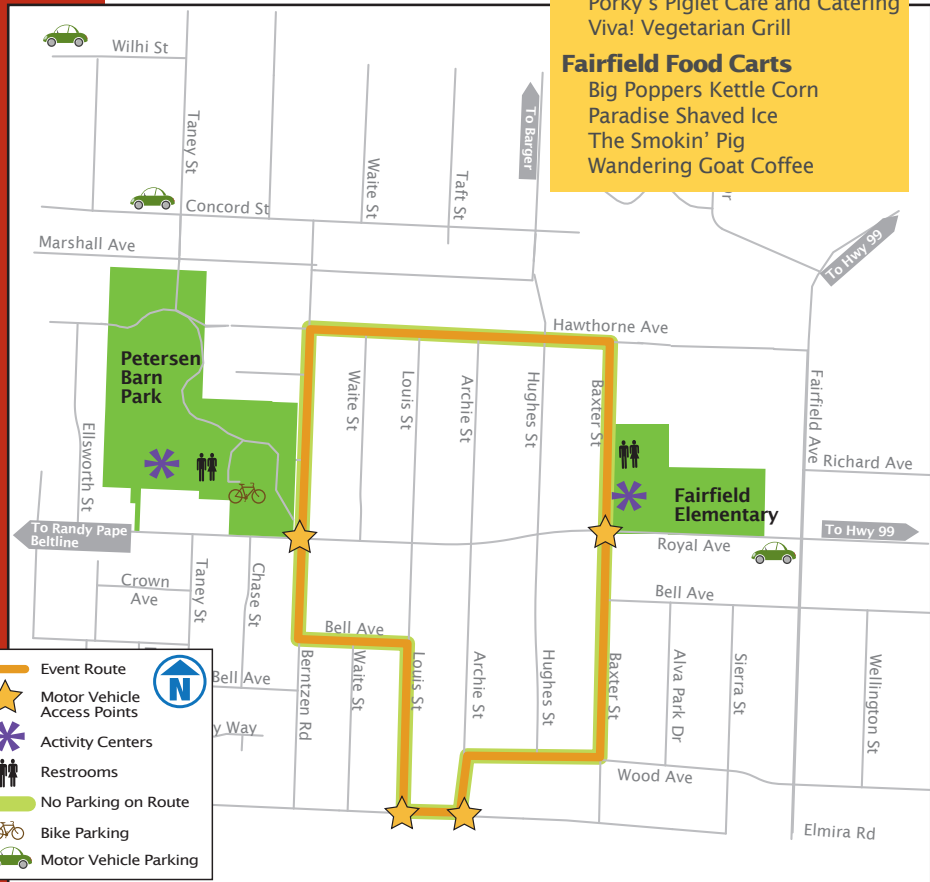 Porky's Piglet Cafe and Catering
Viva! Vegetarian Grill
Fairfield Food Carts
Big Poppers Kettle Corn
Paradise Shaved Ice
The Smokin' Pig
Wandering Goat Coffee
Wilhi St
Taney St
Waite St
Taft St
To Barger
Concord St
Marshall Ave
To Hwy 99
Hawthorne Ave
Petersen
Barn
Park
Waite St
Louis St
Archie St
Hughes St
Baxter St
Fairfield Ave
Ellsworth St
Richard Ave
Fairfield
Elementary
To Randy Pape
Beltline
To Hwy 99
Royal Ave
Crown
Ave
Taney St
Chase St
Bell Ave
Bell Ave
Bell Ave
Berntzen Rd
Waite St
Louis St
Archie St
Hughes St
Baxter St
Alva Park Dr
Sierra St
Wellington St
y Way
Wood Ave
Elmira Rd
Event Route
N
Motor Vehicle
Access Points
Activity Centers
Restrooms
No Parking on Route
Bike Parking
Motor Vehicle Parking